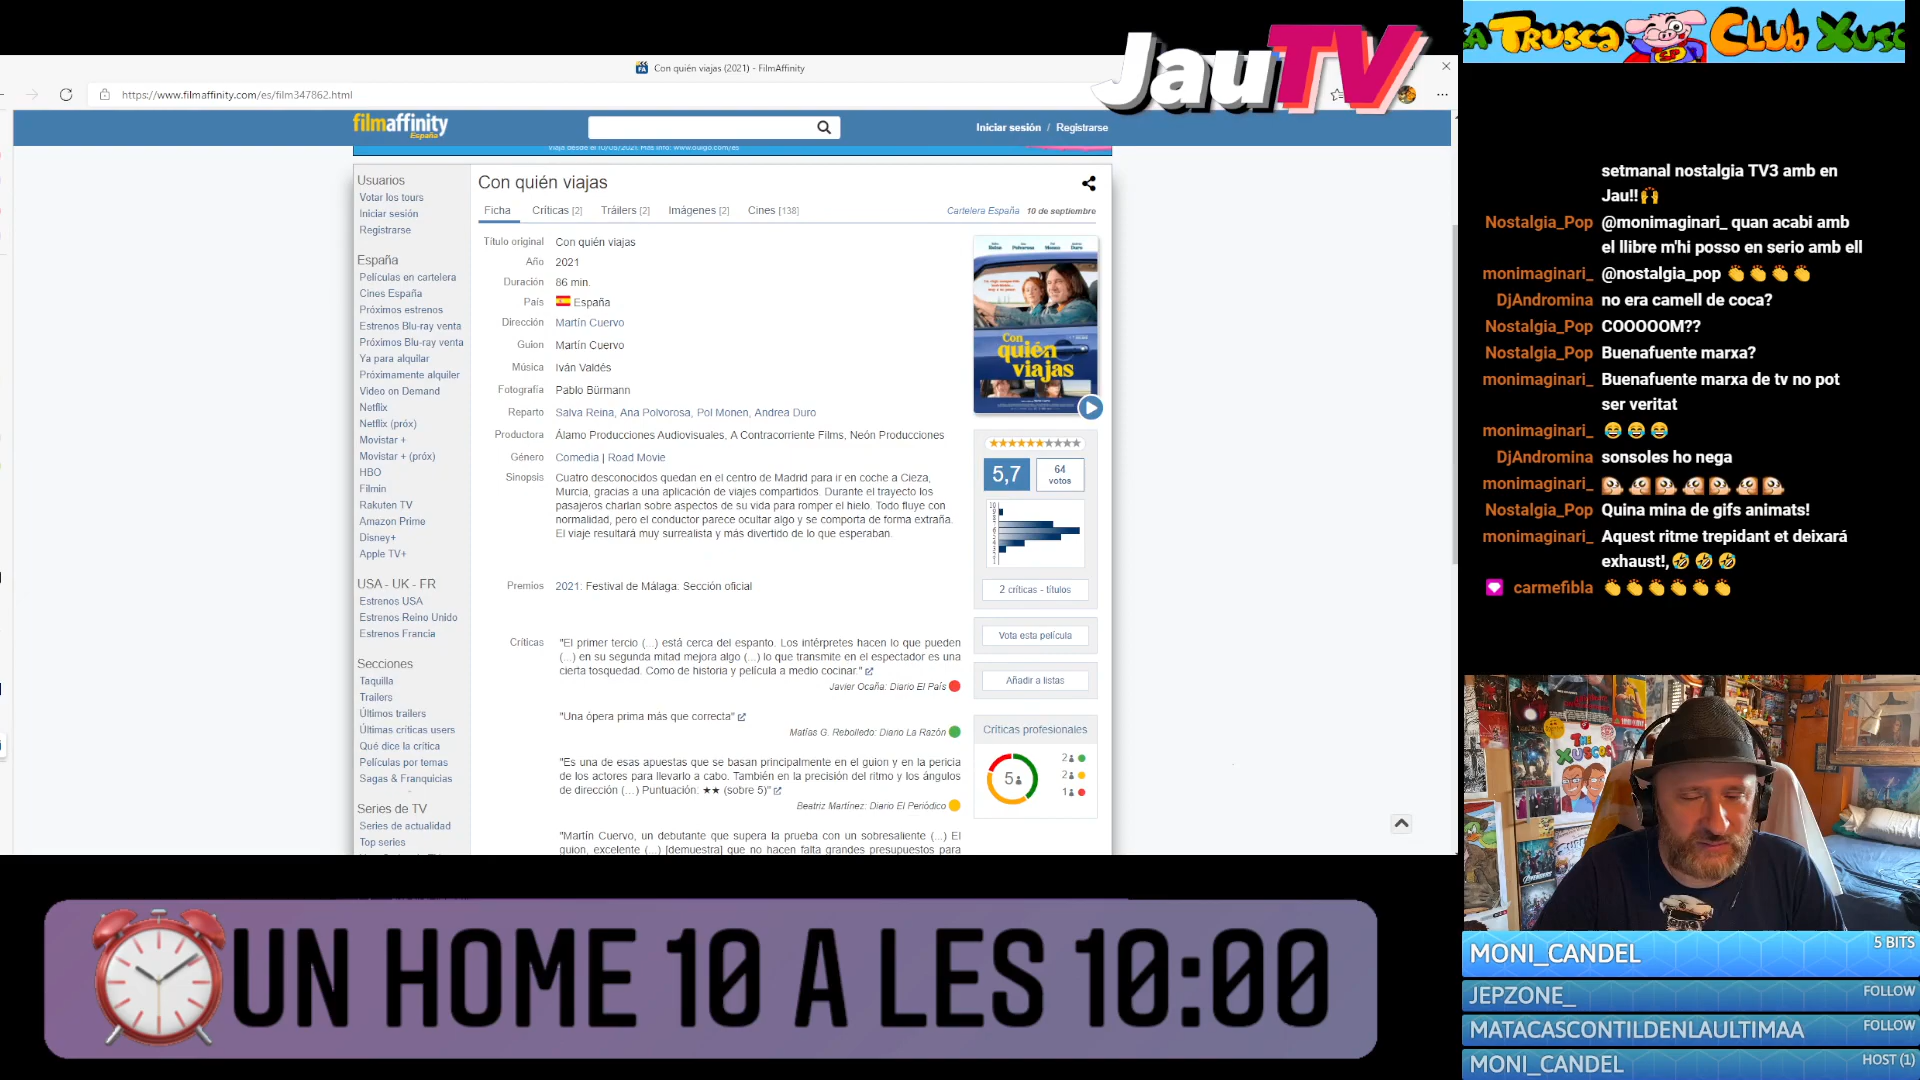 JauTV
LA TRUSCA CLUB XUSC
Con quién viajas (2021) - FilmAffinity
https://www.filmaffinity.com/es/film347862.html
filmaffinity
España
Iniciar sesión / Registrarse
Viaja desde el 10/05/2021. Más info: www.ouigo.com/es
Usuarios
Votar los tours
Iniciar sesión
Registrarse
España
Películas en cartelera
Cines España
Próximos estrenos
Estrenos Blu-ray venta
Próximos Blu-ray venta
Ya para alquilar
Próximamente alquiler
Video on Demand
Netflix
Netflix (próx)
Movistar +
Movistar + (próx)
HBO
Filmin
Rakuten TV
Amazon Prime
Disney+
Apple TV+
USA - UK - FR
Estrenos USA
Estrenos Reino Unido
Estrenos Francia
Secciones
Taquilla
Trailers
Últimos trailers
Últimas críticas users
Qué dice la crítica
Películas por temas
Sagas & Franquicias
Series de TV
Series de actualidad
Top series
Con quién viajas
Ficha Críticas [2] Tráilers [2] Imágenes [2] Cines [138]
Cartelera España 10 de septiembre
Título original Con quién viajas
Año 2021
Duración 86 min.
País España
Dirección Martín Cuervo
Guion Martín Cuervo
Música Iván Valdés
Fotografía Pablo Bürmann
Reparto Salva Reina, Ana Polvorosa, Pol Monen, Andrea Duro
Productora Álamo Producciones Audiovisuales, A Contracorriente Films, Neón Producciones
Género Comedia | Road Movie
Sinopsis Cuatro desconocidos quedan en el centro de Madrid para ir en coche a Cieza,
Murcia, gracias a una aplicación de viajes compartidos. Durante el trayecto los
pasajeros charlan sobre aspectos de su vida para romper el hielo. Todo fluye con
normalidad, pero el conductor parece ocultar algo y se comporta de forma extraña.
El viaje resultará muy surrealista y más divertido de lo que esperaban.
Premios 2021: Festival de Málaga: Sección oficial
Críticas "El primer tercio (...) está cerca del espanto. Los intérpretes hacen lo que pueden
(...) en su segunda mitad mejora algo (...) lo que transmite en el espectador es una
cierta tosquedad. Como de historia y película a medio cocinar."
Javier Ocaña: Diario El País
"Una ópera prima más que correcta"
Matías G. Rebolledo: Diario La Razón
"Es una de esas apuestas que se basan principalmente en el guion y en la pericia
de los actores para llevarlo a cabo. También en la precisión del ritmo y los ángulos
de dirección (...) Puntuación: ★★ (sobre 5)"
Beatriz Martínez: Diario El Periódico
"Martín Cuervo, un debutante que supera la prueba con un sobresaliente (...) El
guion, excelente (...) [demuestra] que no hacen falta grandes presupuestos para
Con
quién
viajas
5,7
64
votos
2 críticas - títulos
Vota esta película
Añadir a listas
Críticas profesionales
5
2
2
1
setmanal nostalgia TV3 amb en
Jau!!🙌
Nostalgia_Pop @monimaginari_ quan acabi amb
el llibre m'hi posso en serio amb ell
monimaginari_ @nostalgia_pop 👏 👏 👏 👏
DjAndromina no era camell de coca?
Nostalgia_Pop COOOOOM??
Nostalgia_Pop Buenafuente marxa?
monimaginari_ Buenafuente marxa de tv no pot
ser veritat
monimaginari_ 😂 😂 😂
DjAndromina sonsoles ho nega
monimaginari_
Nostalgia_Pop Quina mina de gifs animats!
monimaginari_ Aquest ritme trepidant et deixará
exhaust!,🤣 🤣 🤣
carmefibla 👏 👏 👏 👏 👏 👏
THE
XUSCOS
MONI_CANDEL 5 BITS
JEPZONE_ FOLLOW
MATACASCONTILDENLAULTIMAA FOLLOW
MONI_CANDEL HOST (1)
UN HOME 10 A LES 10:00